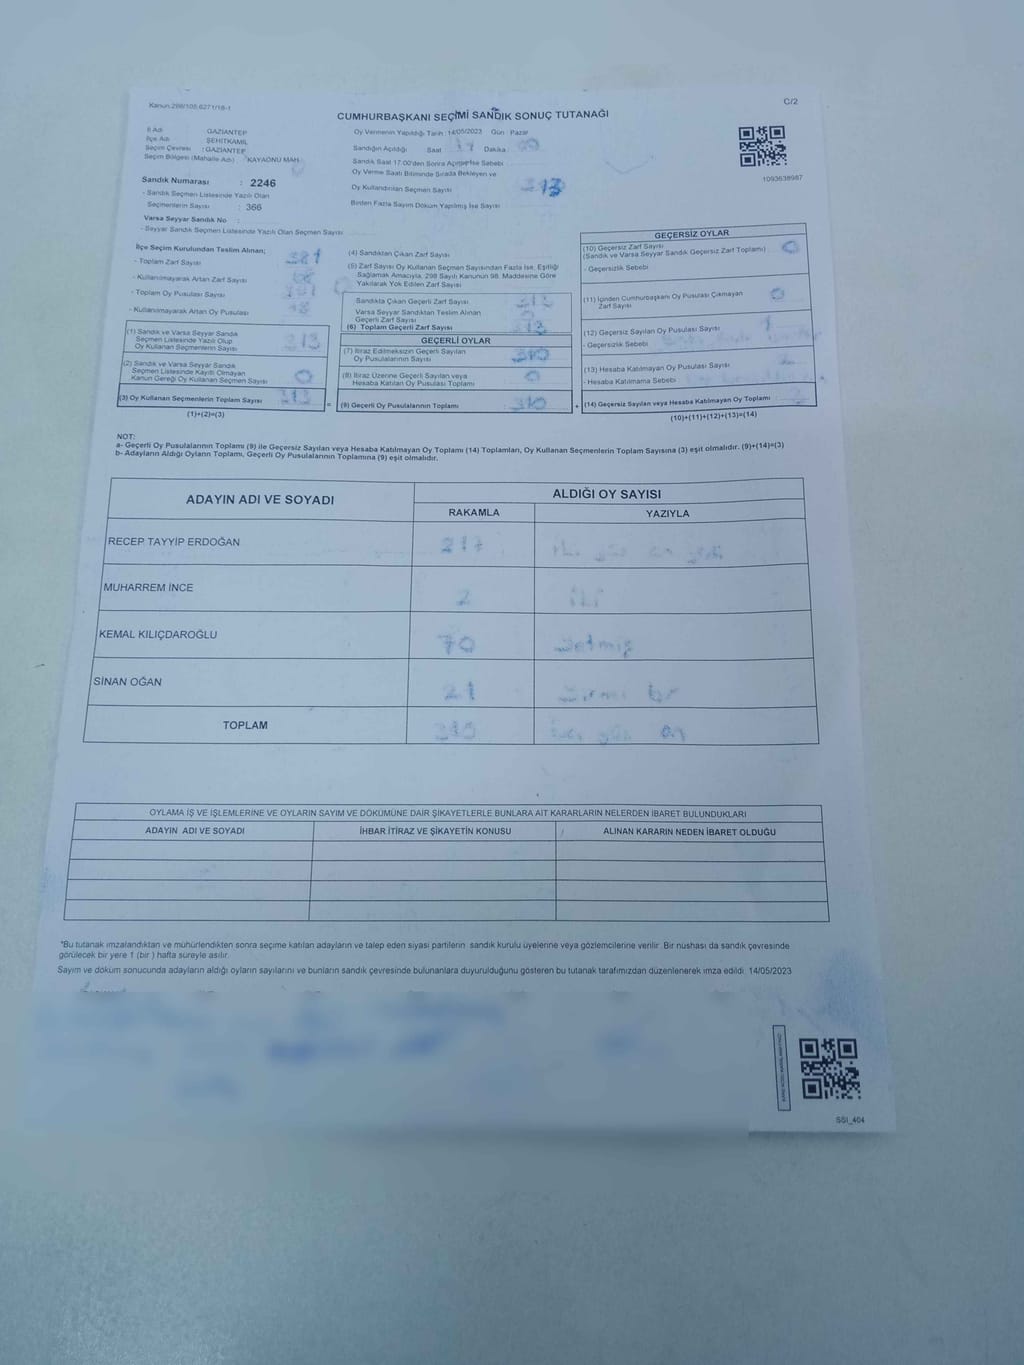 Kanun:298/105,6271/18-1
C/2
CUMHURBAŞKANI SEÇİMİ SANDIK SONUÇ TUTANAĞI
İl Adı : GAZİANTEP
İlçe Adı : ŞEHİTKAMİL
Seçim Çevresi : GAZİANTEP
Seçim Bölgesi (Mahalle Adı) : KAYAÖNÜ MAH.
Sandık Numarası : 2246
- Sandık Seçmen Listesinde Yazılı Olan
Seçmenlerin Sayısı : 366
Varsa Seyyar Sandık No :
- Seyyar Sandık Seçmen Listesinde Yazılı Olan Seçmen Sayısı
Oy Vermenin Yapıldığı Tarih : 14/05/2023 Gün : Pazar
Sandığın Açıldığı Saat 17 Dakika 00
Sandık Saat 17:00'den Sonra Açılmış İse Sebebi
Oy Verme Saati Bitiminde Sırada Bekleyen ve
Oy Kullandırılan Seçmen Sayısı 313
Birden Fazla Sayım Döküm Yapılmış İse Sayısı
1093638987
İlçe Seçim Kurulundan Teslim Alınan;
- Toplam Zarf Sayısı 381
- Kullanılmayarak Artan Zarf Sayısı 68
- Toplam Oy Pusulası Sayısı
- Kullanılmayarak Artan Oy Pusulası
(1) Sandık ve Varsa Seyyar Sandık
Seçmen Listesinde Yazılı Olup
Oy Kullanan Seçmenlerin Sayısı 313
(2) Sandık ve Varsa Seyyar Sandık
Seçmen Listesinde Kayıtlı Olmayan
Kanun Gereği Oy Kullanan Seçmen Sayısı 0
(3) Oy Kullanan Seçmenlerin Toplam Sayısı 313
(1)+(2)=(3)
(4) Sandıktan Çıkan Zarf Sayısı
(5) Zarf Sayısı Oy Kullanan Seçmen Sayısından Fazla İse, Eşitliği
Sağlamak Amacıyla, 298 Sayılı Kanunun 98. Maddesine Göre
Yakılarak Yok Edilen Zarf Sayısı
Sandıkta Çıkan Geçerli Zarf Sayısı 313
Varsa Seyyar Sandıktan Teslim Alınan
Geçerli Zarf Sayısı 0
(6) Toplam Geçerli Zarf Sayısı 313
GEÇERLİ OYLAR
(7) İtiraz Edilmeksizin Geçerli Sayılan
Oy Pusulalarının Sayısı 310
(8) İtiraz Üzerine Geçerli Sayılan veya
Hesaba Katılan Oy Pusulası Toplamı 0
(9) Geçerli Oy Pusulalarının Toplamı 310
GEÇERSİZ OYLAR
(10) Geçersiz Zarf Sayısı
(Sandık ve Varsa Seyyar Sandık Geçersiz Zarf Toplamı) 0
- Geçersizlik Sebebi
(11) İçinden Cumhurbaşkanı Oy Pusulası Çıkmayan
Zarf Sayısı 0
(12) Geçersiz Sayılan Oy Pusulası Sayısı 1
- Geçersizlik Sebebi
(13) Hesaba Katılmayan Oy Pusulası Sayısı
- Hesaba Katılmama Sebebi
(14) Geçersiz Sayılan veya Hesaba Katılmayan Oy Toplamı
(10)+(11)+(12)+(13)=(14)
NOT:
a- Geçerli Oy Pusulalarının Toplamı (9) ile Geçersiz Sayılan veya Hesaba Katılmayan Oy Toplamı (14) Toplamları, Oy Kullanan Seçmenlerin Toplam Sayısına (3) eşit olmalıdır. (9)+(14)=(3)
b- Adayların Aldığı Oyların Toplamı, Geçerli Oy Pusulalarının Toplamına (9) eşit olmalıdır.
ADAYIN ADI VE SOYADI
ALDIĞI OY SAYISI
RAKAMLA YAZIYLA
RECEP TAYYİP ERDOĞAN 217 iki yüz on yedi
MUHARREM İNCE 2 iki
KEMAL KILIÇDAROĞLU 70 yetmiş
SİNAN OĞAN 21 yirmi bir
TOPLAM 310 üç yüz on
OYLAMA İŞ VE İŞLEMLERİNE VE OYLARIN SAYIM VE DÖKÜMÜNE DAİR ŞİKAYETLERLE BUNLARA AİT KARARLARIN NELERDEN İBARET BULUNDUKLARI
ADAYIN ADI VE SOYADI İHBAR İTİRAZ VE ŞİKAYETİN KONUSU ALINAN KARARIN NEDEN İBARET OLDUĞU
*Bu tutanak imzalandıktan ve mühürlendikten sonra seçime katılan adayların ve talep eden siyasi partilerin sandık kurulu üyelerine veya gözlemcilerine verilir. Bir nüshası da sandık çevresinde
görülecek bir yere 1 (bir) hafta süreyle asılır.
Sayım ve döküm sonucunda adayların aldığı oyların sayılarını ve bunların sandık çevresinde bulunanlara duyurulduğunu gösteren bu tutanak tarafımızdan düzenlenerek imza edildi. 14/05/2023
SSI_404